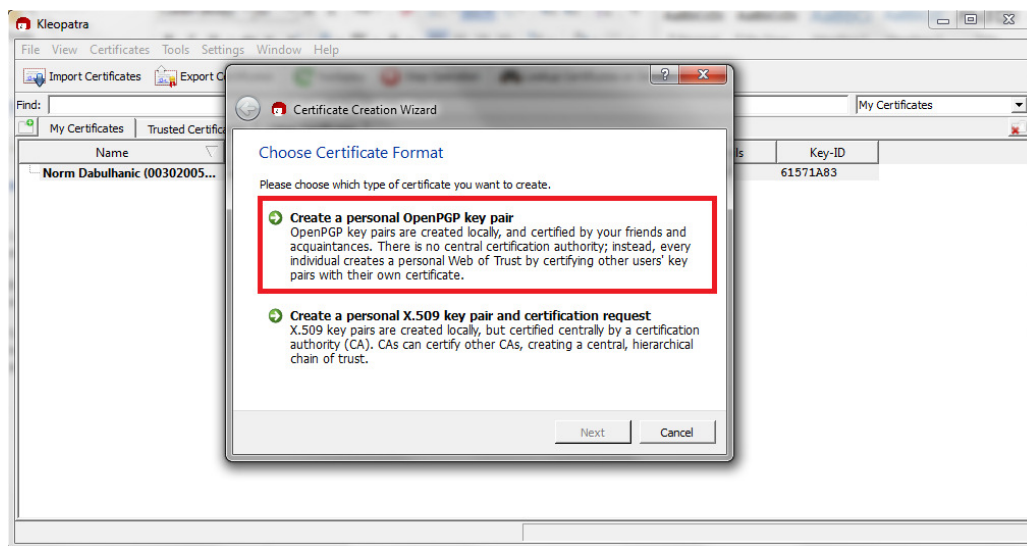 Kleopatra
File View Certificates Tools Settings Window Help
Import Certificates Export C
Find: My Certificates
My Certificates Trusted Certific
Name ls Key-ID
Norm Dabulhanic (00302005... 61571A83
Certificate Creation Wizard
Choose Certificate Format
Please choose which type of certificate you want to create.
Create a personal OpenPGP key pair
OpenPGP key pairs are created locally, and certified by your friends and
acquaintances. There is no central certification authority; instead, every
individual creates a personal Web of Trust by certifying other users' key
pairs with their own certificate.
Create a personal X.509 key pair and certification request
X.509 key pairs are created locally, but certified centrally by a certification
authority (CA). CAs can certify other CAs, creating a central, hierarchical
chain of trust.
Next Cancel